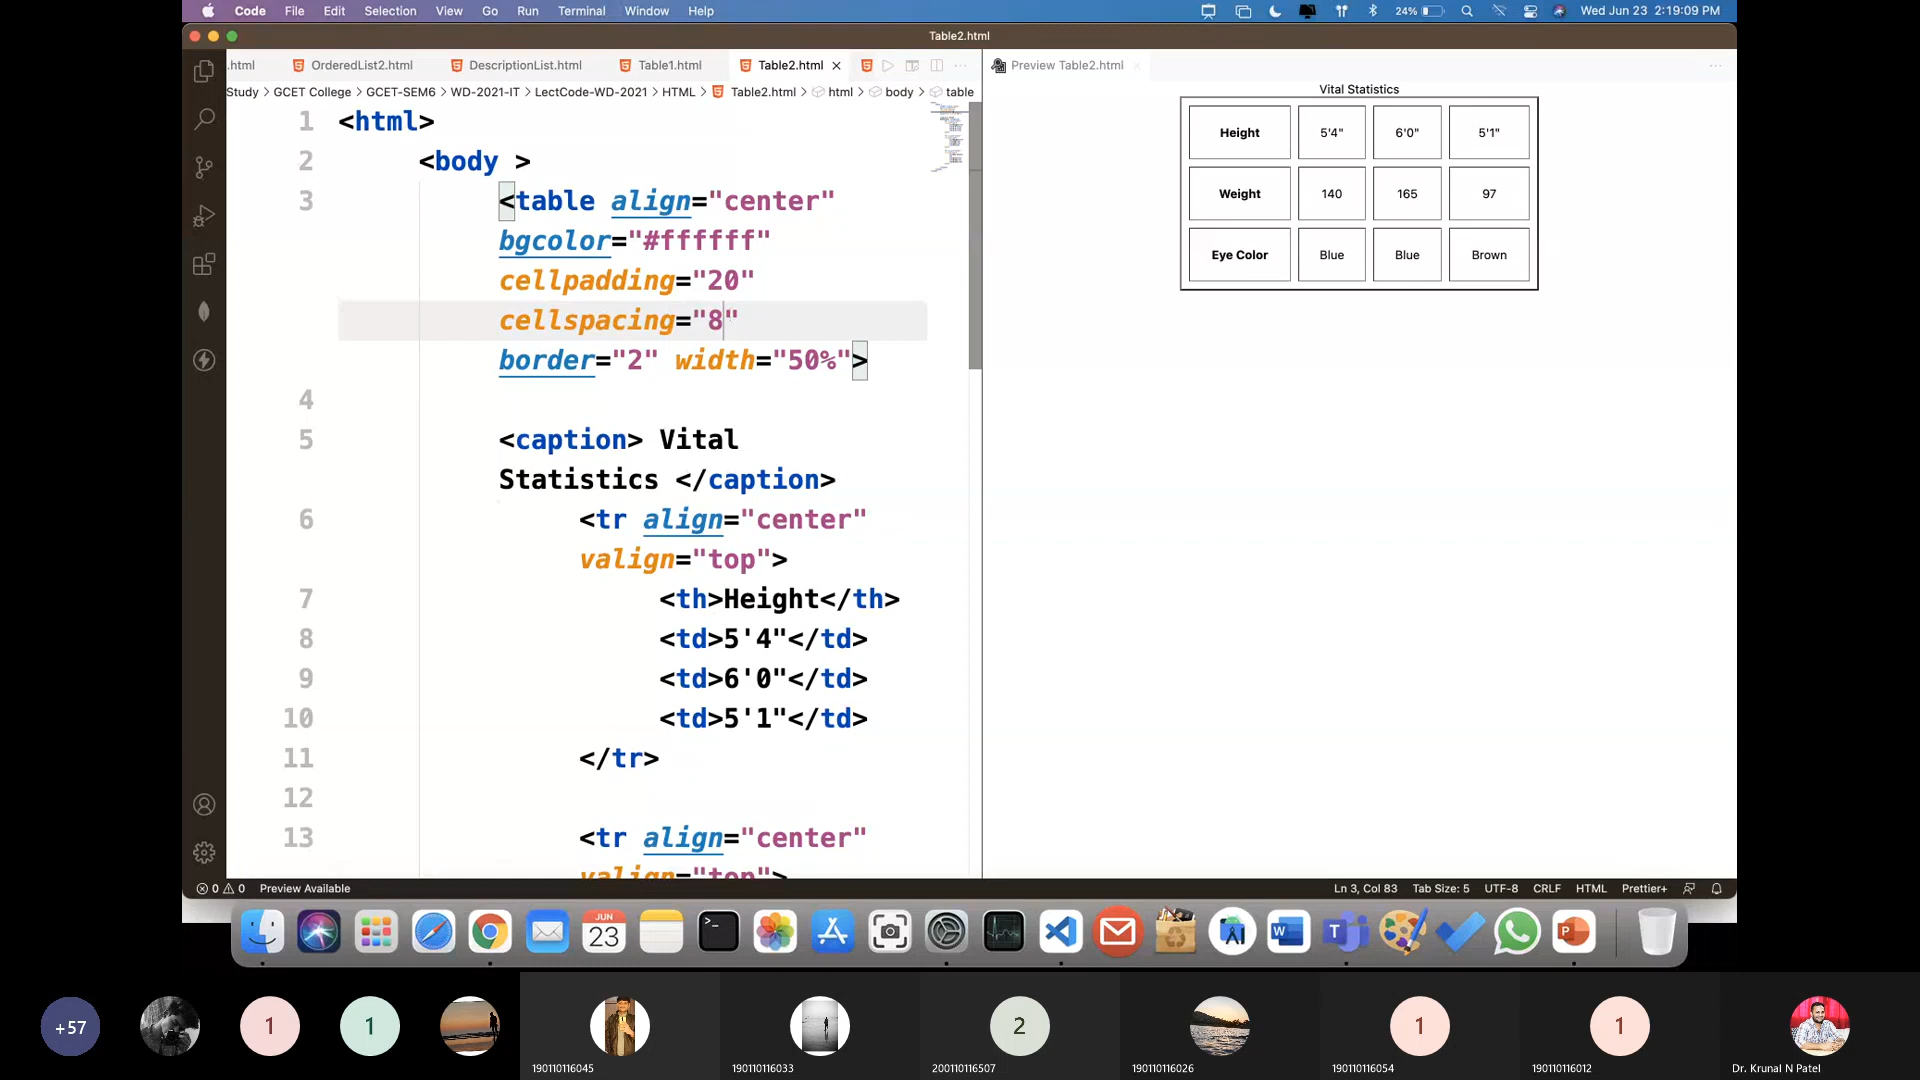 Code File Edit Selection View Go Run Terminal Window Help 24% Wed Jun 23 2:19:09 PM
Table2.html
.html OrderedList2.html DescriptionList.html Table1.html Table2.html Preview Table2.html
Study > GCET College > GCET-SEM6 > WD-2021-IT > LectCode-WD-2021 > HTML > Table2.html > html > body > table
1 <html>
2 <body >
3 <table align="center"
bgcolor="#ffffff"
cellpadding="20"
cellspacing="8"
border="2" width="50%">
4
5 <caption> Vital
Statistics </caption>
6 <tr align="center"
valign="top">
7 <th>Height</th>
8 <td>5'4"</td>
9 <td>6'0"</td>
10 <td>5'1"</td>
11 </tr>
12
13 <tr align="center"
valign="top">
Vital Statistics
Height 5'4" 6'0" 5'1"
Weight 140 165 97
Eye Color Blue Blue Brown
0 0 Preview Available Ln 3, Col 83 Tab Size: 5 UTF-8 CRLF HTML Prettier+
JUN
23
+57 1 1 2 1 1
190110116045 190110116033 200110116507 190110116026 190110116054 190110116012 Dr. Krunal N Patel